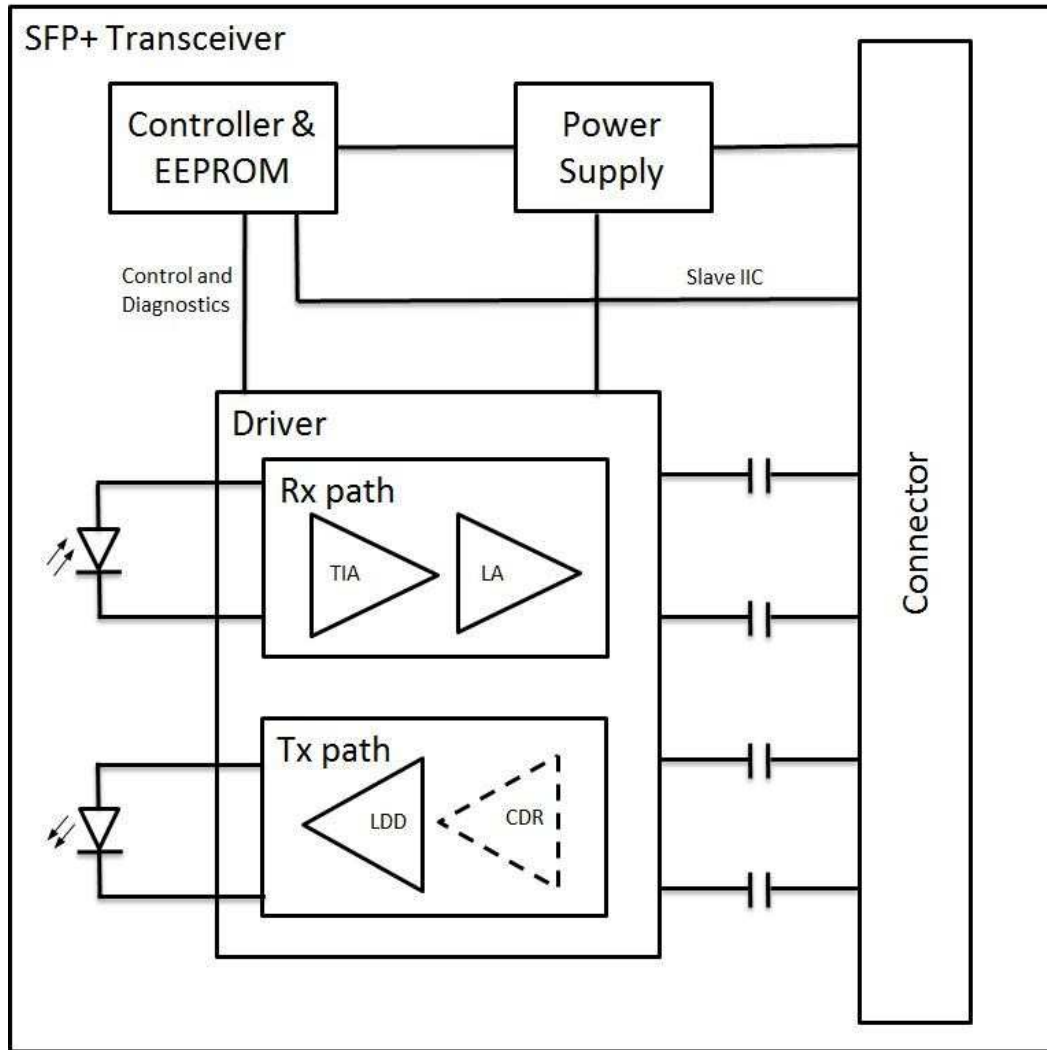 SFP+ Transceiver
Controller &
EEPROM
Power
Supply
Control and
Diagnostics
Slave IIC
Driver
Rx path
TIA
LA
Connector
Tx path
LDD
CDR